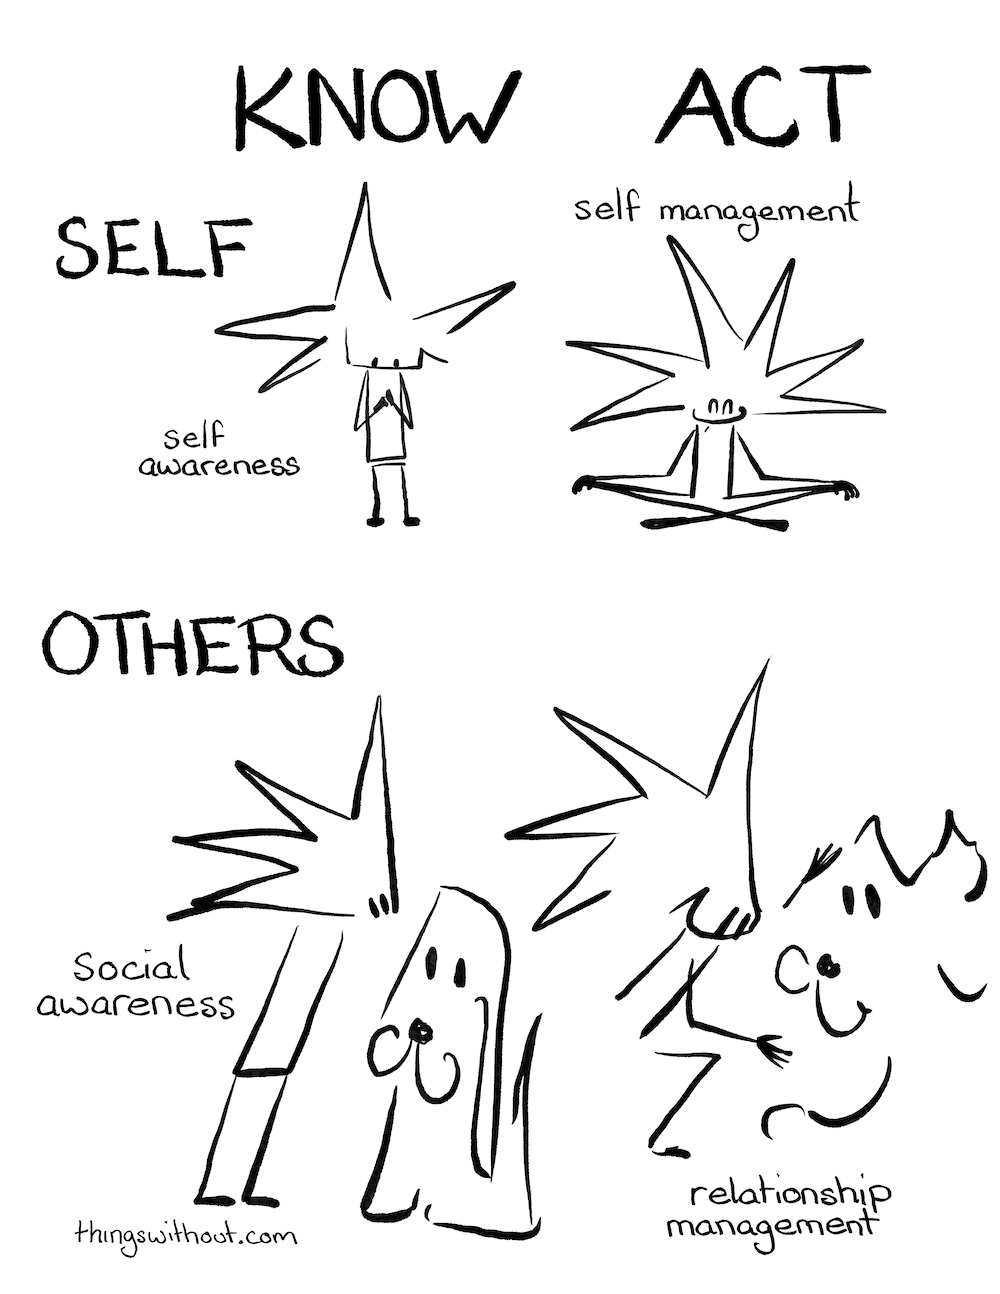 KNOW ACT
SELF
self management
self
awareness
OTHERS
social
awareness
relationship
management
thingswithout.com